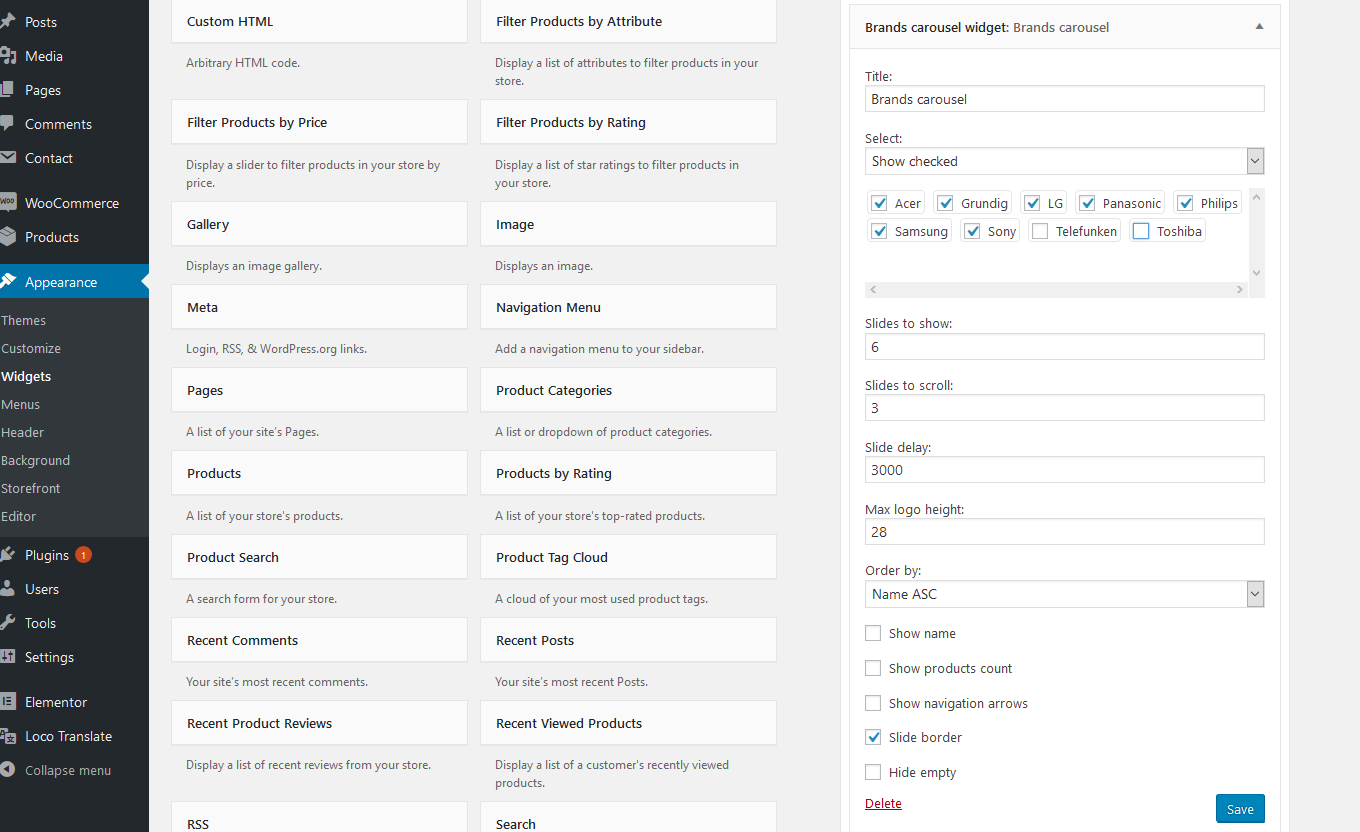 Posts
Media
Pages
Comments
Contact
WOO
WooCommerce
Products
Appearance
Themes
Customize
Widgets
Menus
Header
Background
Storefront
Editor
Plugins 1
Users
Tools
Settings
Elementor
Loco Translate
Collapse menu
Custom HTML
Arbitrary HTML code.
Filter Products by Attribute
Display a list of attributes to filter products in your
store.
Filter Products by Price
Display a slider to filter products in your store by
price.
Filter Products by Rating
Display a list of star ratings to filter products in
your store.
Gallery
Displays an image gallery.
Image
Displays an image.
Meta
Login, RSS, & WordPress.org links.
Navigation Menu
Add a navigation menu to your sidebar.
Pages
A list of your site's Pages.
Product Categories
A list or dropdown of product categories.
Products
A list of your store's products.
Products by Rating
A list of your store's top-rated products.
Product Search
A search form for your store.
Product Tag Cloud
A cloud of your most used product tags.
Recent Comments
Your site's most recent comments.
Recent Posts
Your site's most recent Posts.
Recent Product Reviews
Display a list of recent reviews from your store.
Recent Viewed Products
Display a list of a customer's recently viewed
products.
RSS
Search
Brands carousel widget: Brands carousel
Title:
Brands carousel
Select:
Show checked
Acer Grundig LG Panasonic Philips
Samsung Sony Telefunken Toshiba
Slides to show:
6
Slides to scroll:
3
Slide delay:
3000
Max logo height:
28
Order by:
Name ASC
Show name
Show products count
Show navigation arrows
Slide border
Hide empty
Delete
Save